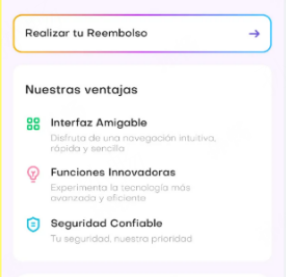 Realizar tu Reembolso
Nuestras ventajas
Interfaz Amigable
Disfruta de una navegación intuitiva,
rápida y sencilla
Funciones Innovadoras
Experimenta la tecnología más
avanzada y eficiente
Seguridad Confiable
Tu seguridad, nuestra prioridad